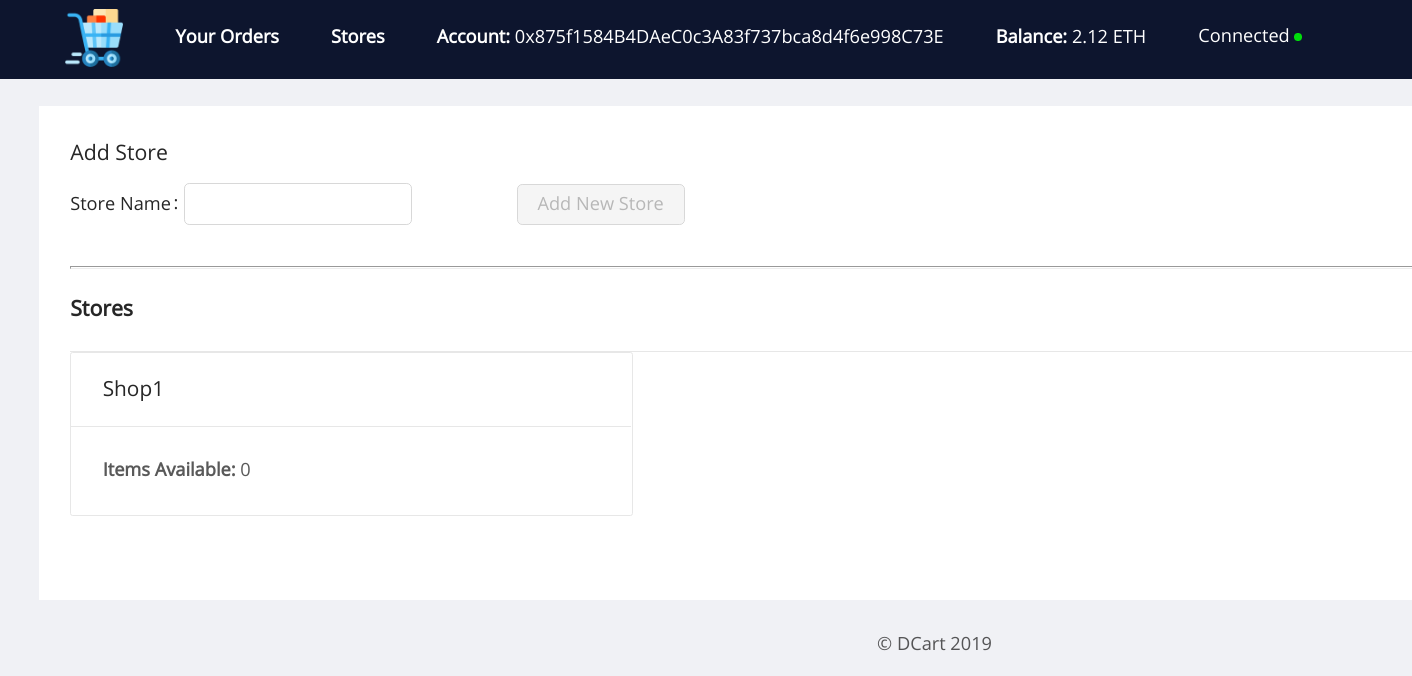 Your Orders Stores Account: 0x875f1584B4DAeC0c3A83f737bca8d4f6e998C73E Balance: 2.12 ETH Connected
Add Store
Store Name: Add New Store
Stores
Shop1
Items Available: 0
© DCart 2019